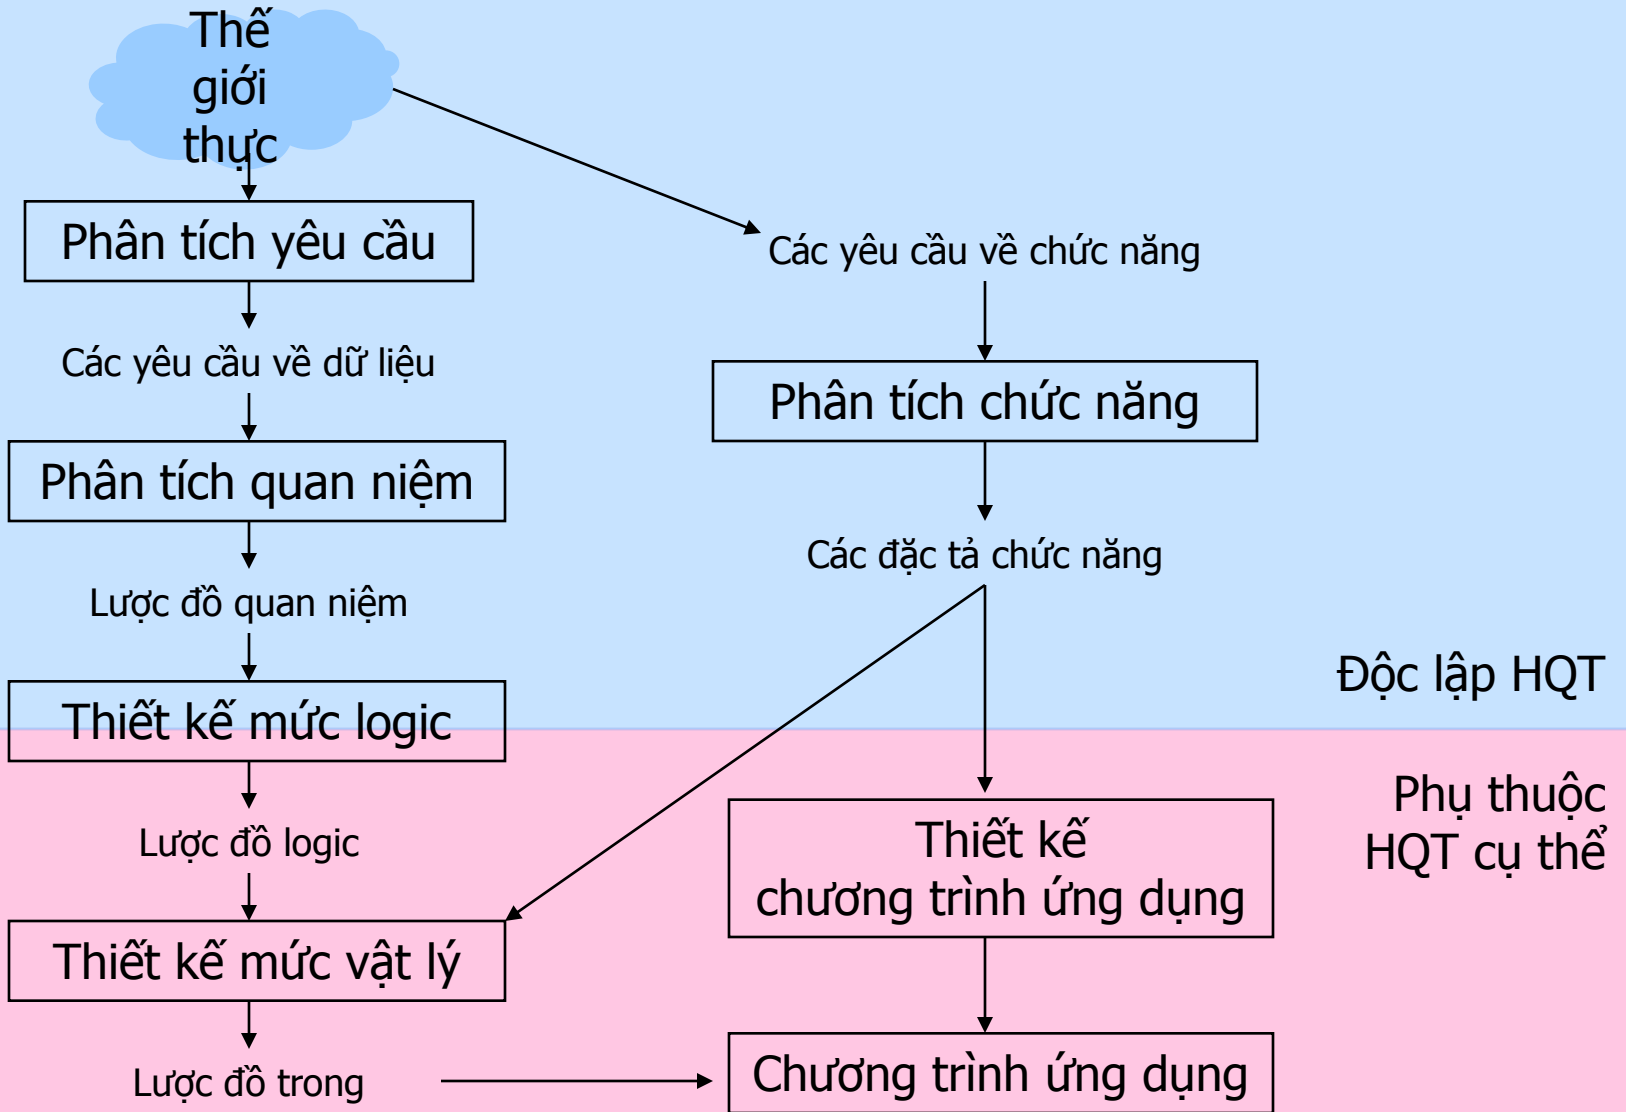 Thế
giới
thực
Phân tích yêu cầu
Các yêu cầu về chức năng
Các yêu cầu về dữ liệu
Phân tích chức năng
Phân tích quan niệm
Các đặc tả chức năng
Lược đồ quan niệm
Độc lập HQT
Thiết kế mức logic
Phụ thuộc
HQT cụ thể
Lược đồ logic
Thiết kế
chương trình ứng dụng
Thiết kế mức vật lý
Lược đồ trong
Chương trình ứng dụng